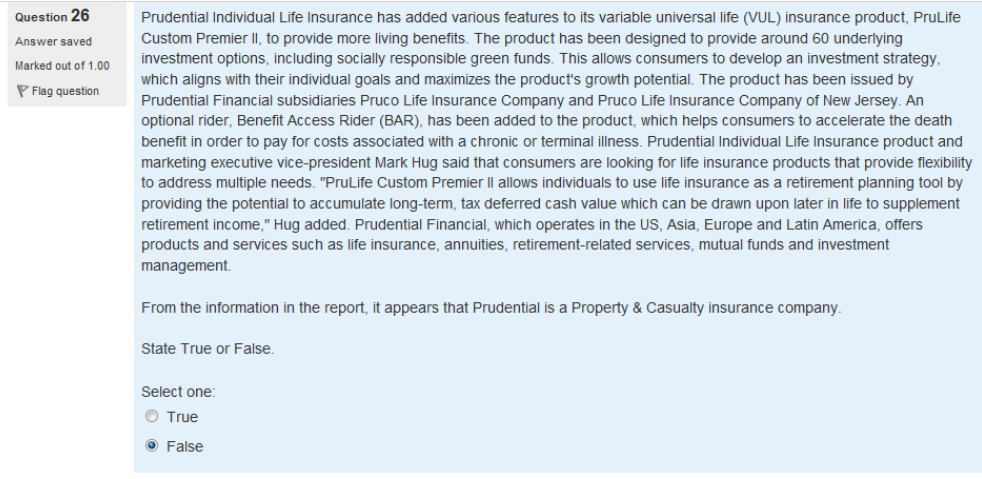 Question 26
Answer saved
Marked out of 1.00
Flag question
Prudential Individual Life Insurance has added various features to its variable universal life (VUL) insurance product, PruLife
Custom Premier II, to provide more living benefits. The product has been designed to provide around 60 underlying
investment options, including socially responsible green funds. This allows consumers to develop an investment strategy,
which aligns with their individual goals and maximizes the product's growth potential. The product has been issued by
Prudential Financial subsidiaries Pruco Life Insurance Company and Pruco Life Insurance Company of New Jersey. An
optional rider, Benefit Access Rider (BAR), has been added to the product, which helps consumers to accelerate the death
benefit in order to pay for costs associated with a chronic or terminal illness. Prudential Individual Life Insurance product and
marketing executive vice-president Mark Hug said that consumers are looking for life insurance products that provide flexibility
to address multiple needs. "PruLife Custom Premier II allows individuals to use life insurance as a retirement planning tool by
providing the potential to accumulate long-term, tax deferred cash value which can be drawn upon later in life to supplement
retirement income," Hug added. Prudential Financial, which operates in the US, Asia, Europe and Latin America, offers
products and services such as life insurance, annuities, retirement-related services, mutual funds and investment
management.
From the information in the report, it appears that Prudential is a Property & Casualty insurance company.
State True or False.
Select one:
True
False